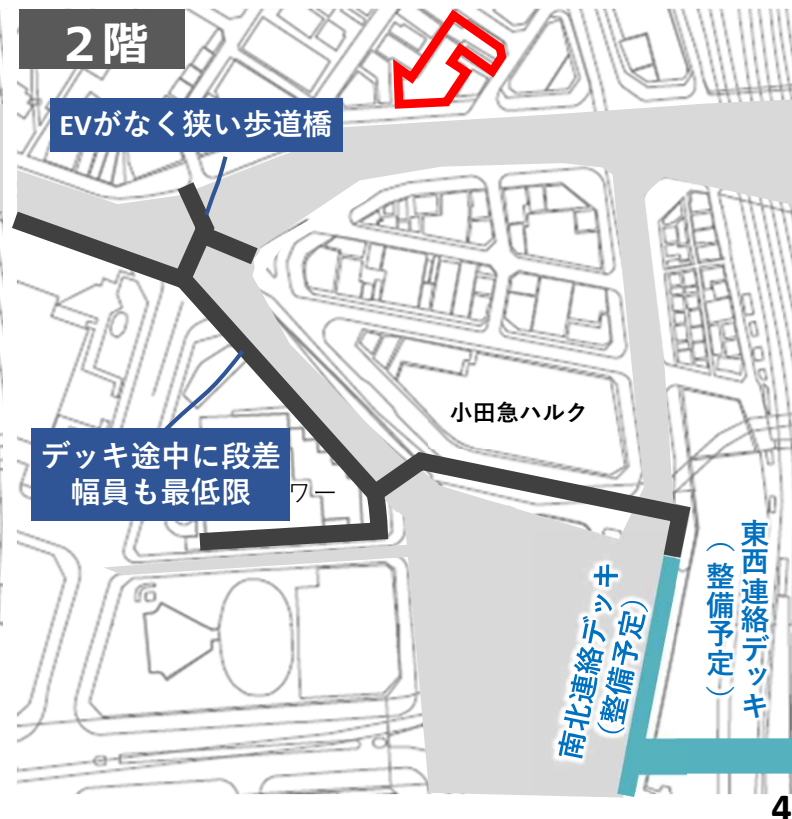 2階
EVがなく狭い歩道橋
小田急ハルク
デッキ途中に段差
幅員も最低限
ワー
東西連絡デッキ
（整備予定）
南北連絡デッキ
（整備予定）
4